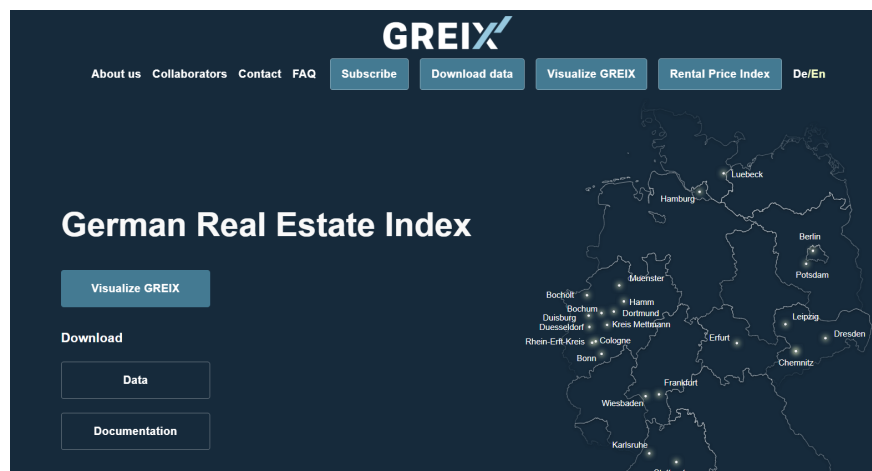 GREIX
About us Collaborators Contact FAQ Subscribe Download data Visualize GREIX Rental Price Index De/En
Luebeck
Hamburg
German Real Estate Index
Berlin
Potsdam
Visualize GREIX
Muenster
Bocholt
Hamm
Bochum
Dortmund
Duisburg
Leipzig
Duesseldorf
Kreis Mettmann
Download
Dresden
Rhein-Erft-Kreis
Cologne
Erfurt
Bonn
Chemnitz
Data
Frankfurt
Wiesbaden
Documentation
Karlsruhe